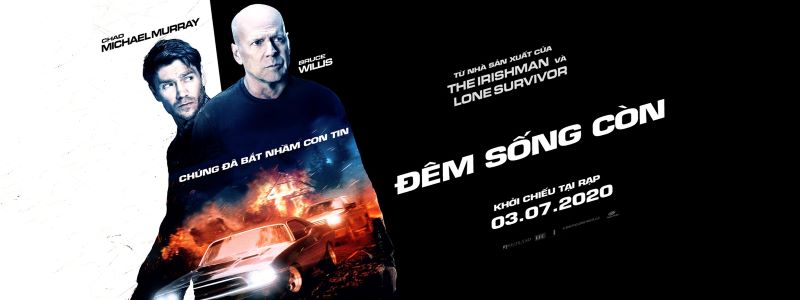 CHAD
MICHAEL MURRAY
BRUCE
WILLIS
CHÚNG ĐÃ BẮT NHẦM CON TIN
TỪ NHÀ SẢN XUẤT CỦA
THE IRISHMAN VÀ
LONE SURVIVOR
ĐÊM SỐNG CÒN
KHỞI CHIẾU TẠI RẠP
03.07.2020